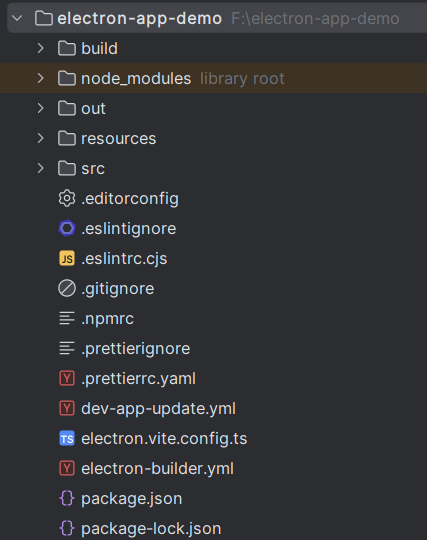 electron-app-demo F:\electron-app-demo
build
node_modules library root
out
resources
src
.editorconfig
.eslintignore
JS .eslintrc.cjs
.gitignore
.npmrc
.prettierignore
Y .prettierrc.yaml
Y dev-app-update.yml
TS electron.vite.config.ts
Y electron-builder.yml
{} package.json
{} package-lock.json